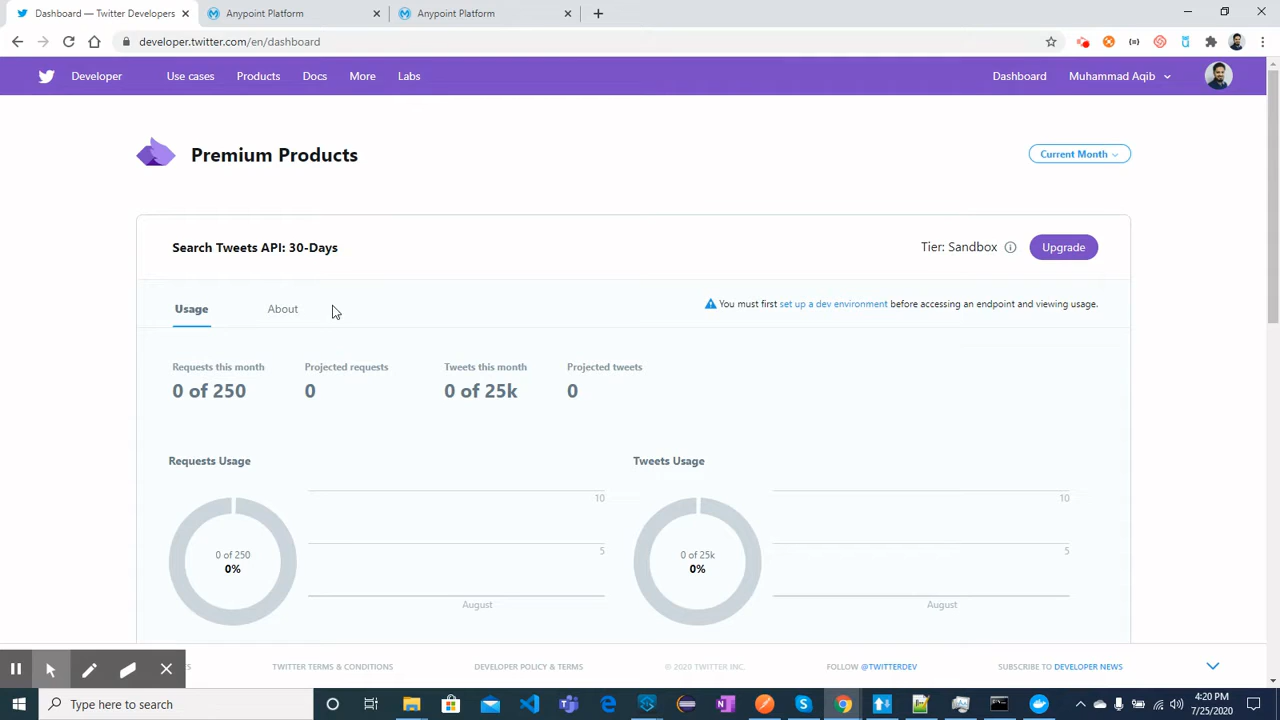 Dashboard — Twitter Developers
Anypoint Platform
Anypoint Platform
developer.twitter.com/en/dashboard
Developer Use cases Products Docs More Labs Dashboard Muhammad Aqib
Premium Products
Current Month
Search Tweets API: 30-Days
Tier: Sandbox
Upgrade
Usage
About
You must first set up a dev environment before accessing an endpoint and viewing usage.
Requests this month Projected requests Tweets this month Projected tweets
0 of 250 0 0 of 25k 0
Requests Usage
Tweets Usage
10
10
5
5
0 of 250
0%
0 of 25k
0%
August
August
TWITTER TERMS & CONDITIONS DEVELOPER POLICY & TERMS © 2020 TWITTER INC. FOLLOW @TWITTERDEV SUBSCRIBE TO DEVELOPER NEWS
Type here to search
4:20 PM
7/25/2020